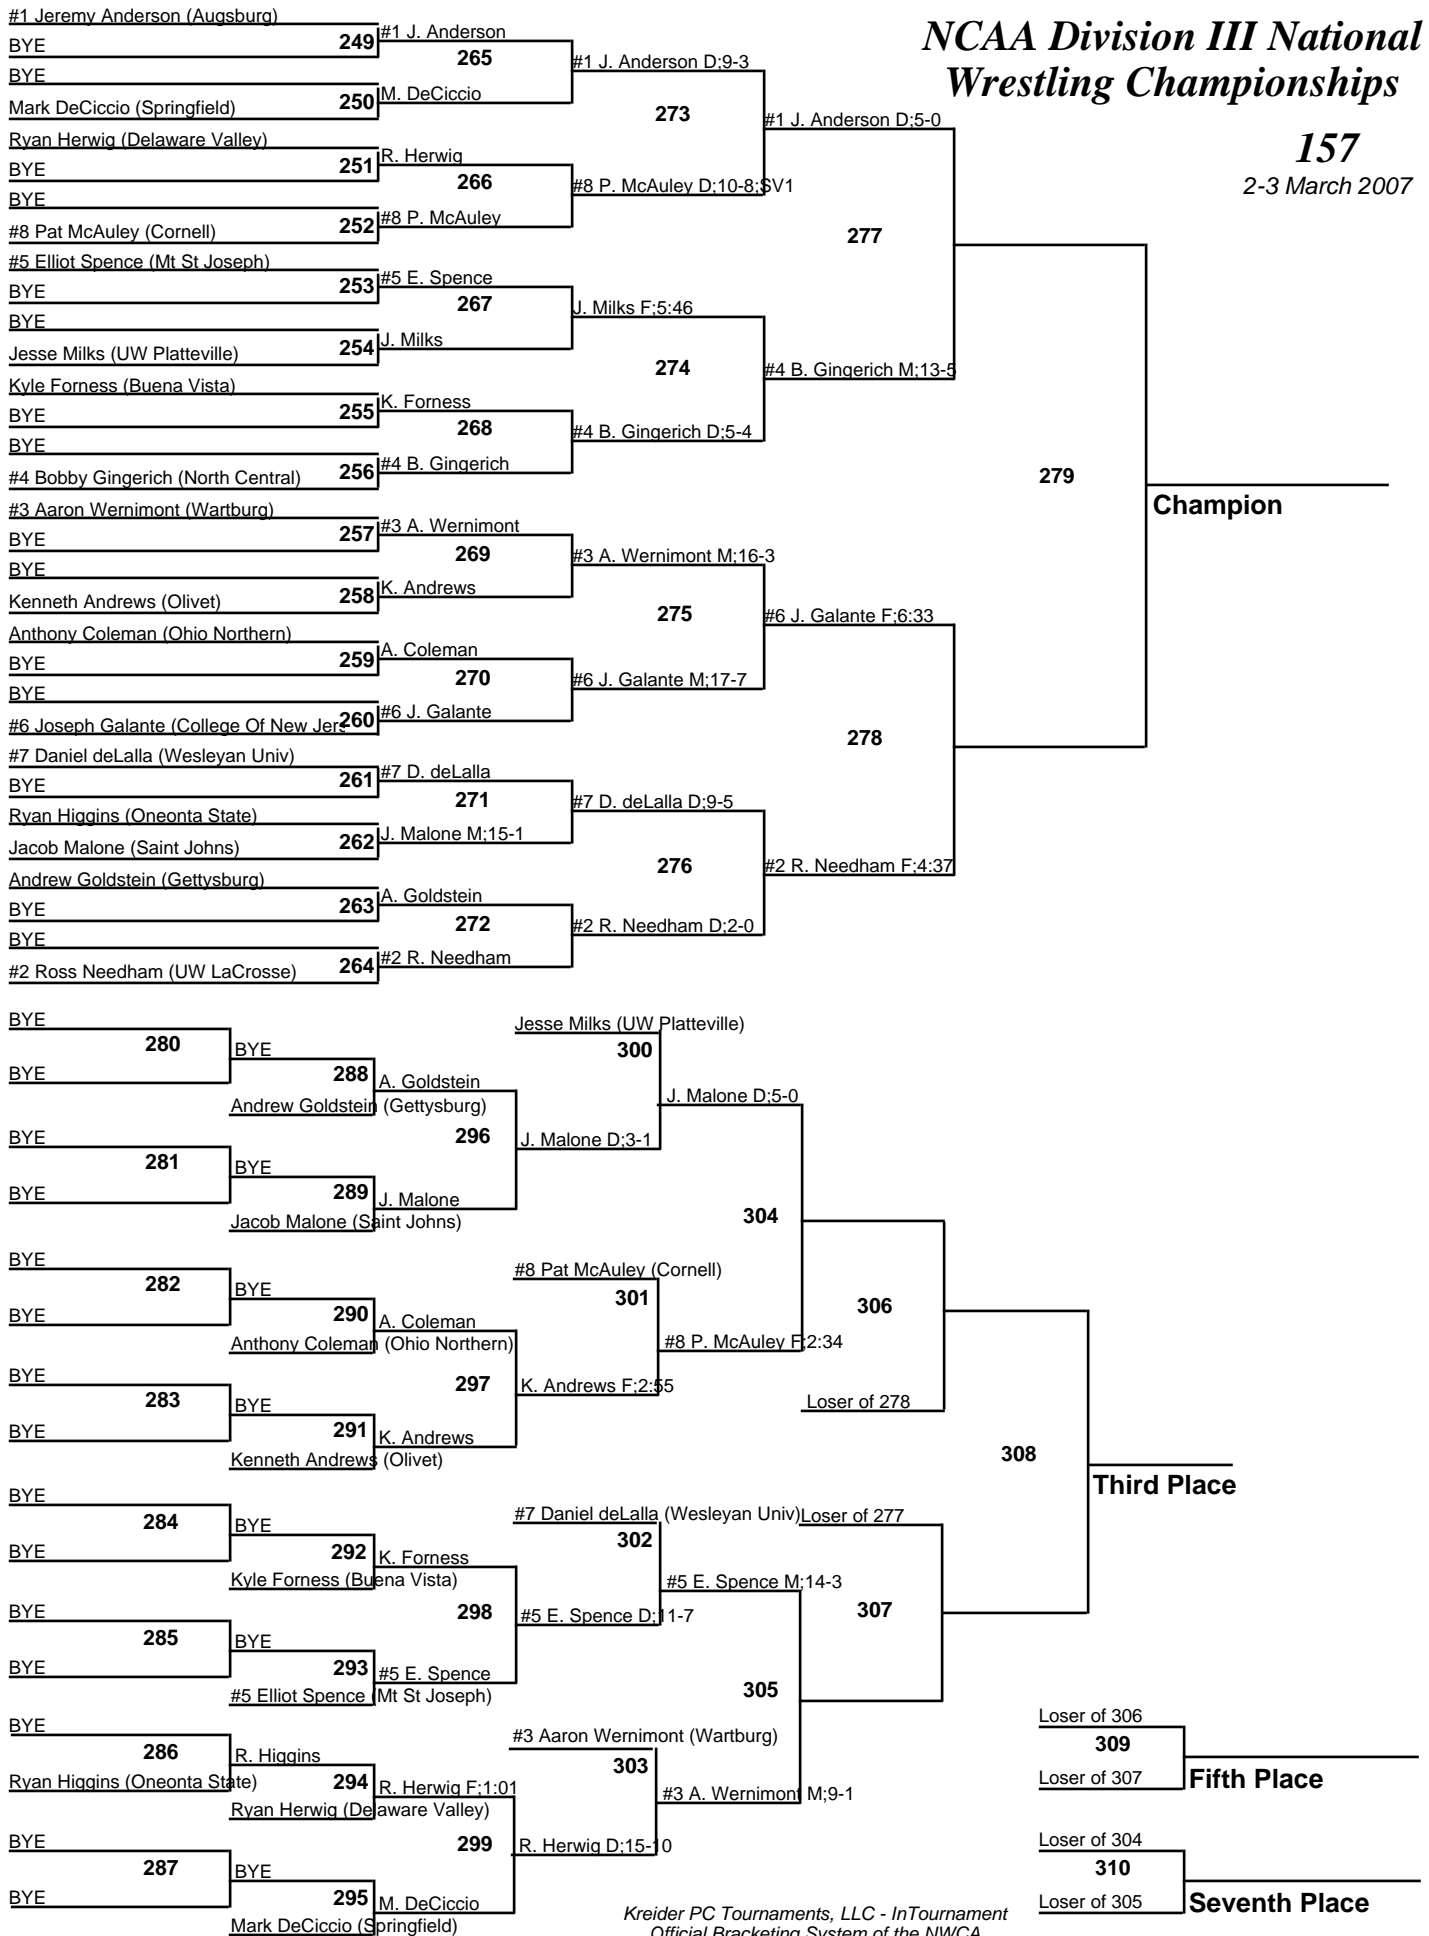 NCAA Division III National
Wrestling Championships
157
2-3 March 2007
#1 Jeremy Anderson (Augsburg)
BYE
249
BYE
Mark DeCiccio (Springfield)
250
Ryan Herwig (Delaware Valley)
BYE
251
BYE
#8 Pat McAuley (Cornell)
252
#5 Elliot Spence (Mt St Joseph)
BYE
253
BYE
Jesse Milks (UW Platteville)
254
Kyle Forness (Buena Vista)
BYE
255
BYE
#4 Bobby Gingerich (North Central)
256
#3 Aaron Wernimont (Wartburg)
BYE
257
BYE
Kenneth Andrews (Olivet)
258
Anthony Coleman (Ohio Northern)
BYE
259
BYE
#6 Joseph Galante (College Of New Jers
260
#7 Daniel deLalla (Wesleyan Univ)
BYE
261
Ryan Higgins (Oneonta State)
Jacob Malone (Saint Johns)
262
Andrew Goldstein (Gettysburg)
BYE
263
BYE
#2 Ross Needham (UW LaCrosse)
264
#1 J. Anderson
265
M. DeCiccio
R. Herwig
266
#8 P. McAuley
#5 E. Spence
267
J. Milks
K. Forness
268
#4 B. Gingerich
#3 A. Wernimont
269
K. Andrews
A. Coleman
270
#6 J. Galante
#7 D. deLalla
271
J. Malone M;15-1
A. Goldstein
272
#2 R. Needham
#1 J. Anderson D;9-3
273
#8 P. McAuley D;10-8;SV1
J. Milks F;5:46
274
#4 B. Gingerich D;5-4
#3 A. Wernimont M;16-3
275
#6 J. Galante M;17-7
#7 D. deLalla D;9-5
276
#2 R. Needham D;2-0
#1 J. Anderson D;5-0
277
#4 B. Gingerich M;13-5
#6 J. Galante F;6:33
278
#2 R. Needham F;4:37
279
Champion
BYE
280
BYE
BYE
281
BYE
BYE
282
BYE
BYE
283
BYE
BYE
284
BYE
BYE
285
BYE
BYE
286
Ryan Higgins (Oneonta State)
BYE
287
BYE
BYE
288
Andrew Goldstein (Gettysburg)
BYE
289
Jacob Malone (Saint Johns)
BYE
290
Anthony Coleman (Ohio Northern)
BYE
291
Kenneth Andrews (Olivet)
BYE
292
Kyle Forness (Buena Vista)
BYE
293
#5 Elliot Spence (Mt St Joseph)
R. Higgins
294
Ryan Herwig (Delaware Valley)
BYE
295
Mark DeCiccio (Springfield)
A. Goldstein
296
J. Malone
A. Coleman
297
K. Andrews
K. Forness
298
#5 E. Spence
R. Herwig F;1:01
299
M. DeCiccio
Jesse Milks (UW Platteville)
300
J. Malone D;3-1
#8 Pat McAuley (Cornell)
301
K. Andrews F;2:55
#7 Daniel deLalla (Wesleyan Univ)
302
#5 E. Spence D;11-7
#3 Aaron Wernimont (Wartburg)
303
R. Herwig D;15-10
J. Malone D;5-0
304
#8 P. McAuley F;2:34
#5 E. Spence M;14-3
305
#3 A. Wernimont M;9-1
306
Loser of 278
Loser of 277
307
308
Third Place
Loser of 306
309
Loser of 307
Fifth Place
Loser of 304
310
Loser of 305
Seventh Place
Kreider PC Tournaments, LLC - InTournament
Official Bracketing System of the NWCA